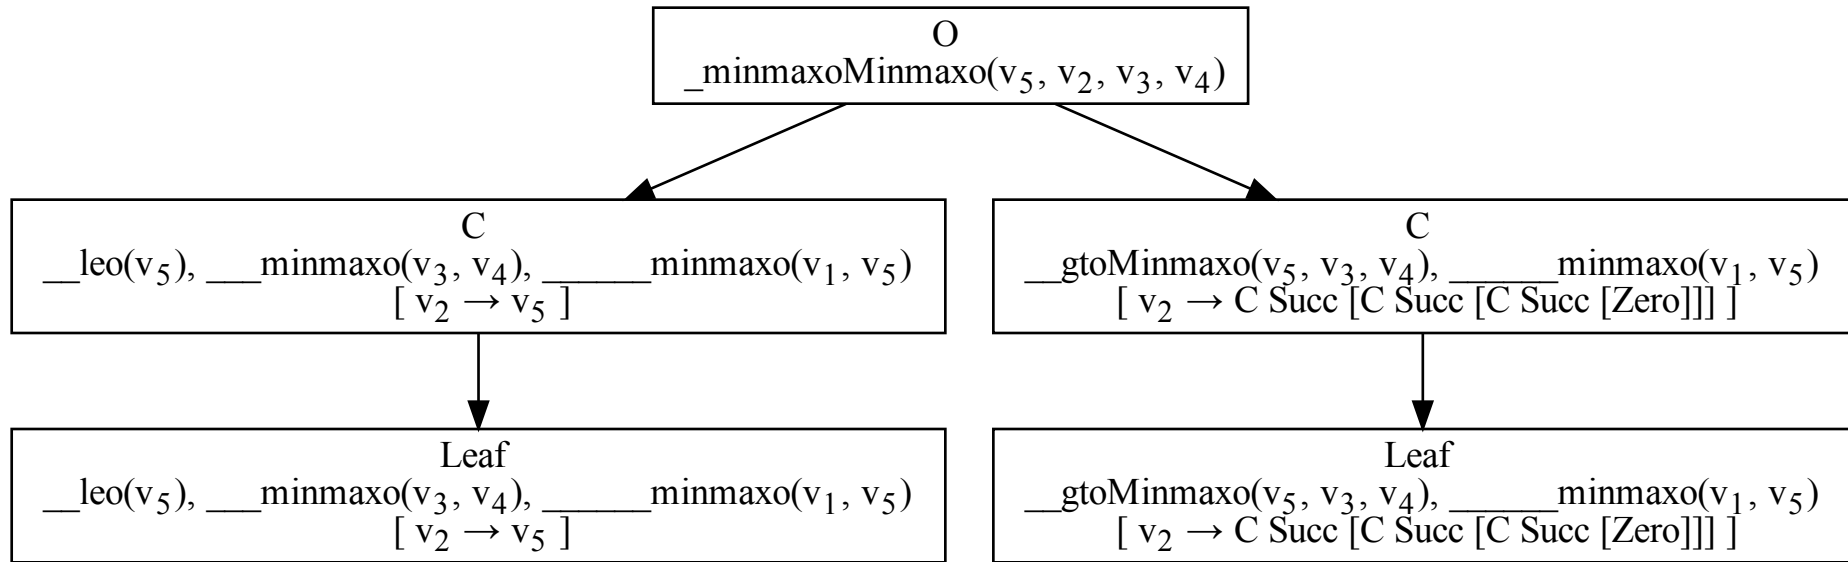 O
_minmaxoMinmaxo(v₅, v₂, v₃, v₄)
C
__leo(v₅), ___minmaxo(v₃, v₄), ______minmaxo(v₁, v₅)
[ v₂ → v₅ ]
C
__gtoMinmaxo(v₅, v₃, v₄), ______minmaxo(v₁, v₅)
[ v₂ → C Succ [C Succ [C Succ [Zero]]] ]
Leaf
__leo(v₅), ___minmaxo(v₃, v₄), ______minmaxo(v₁, v₅)
[ v₂ → v₅ ]
Leaf
__gtoMinmaxo(v₅, v₃, v₄), ______minmaxo(v₁, v₅)
[ v₂ → C Succ [C Succ [C Succ [Zero]]] ]